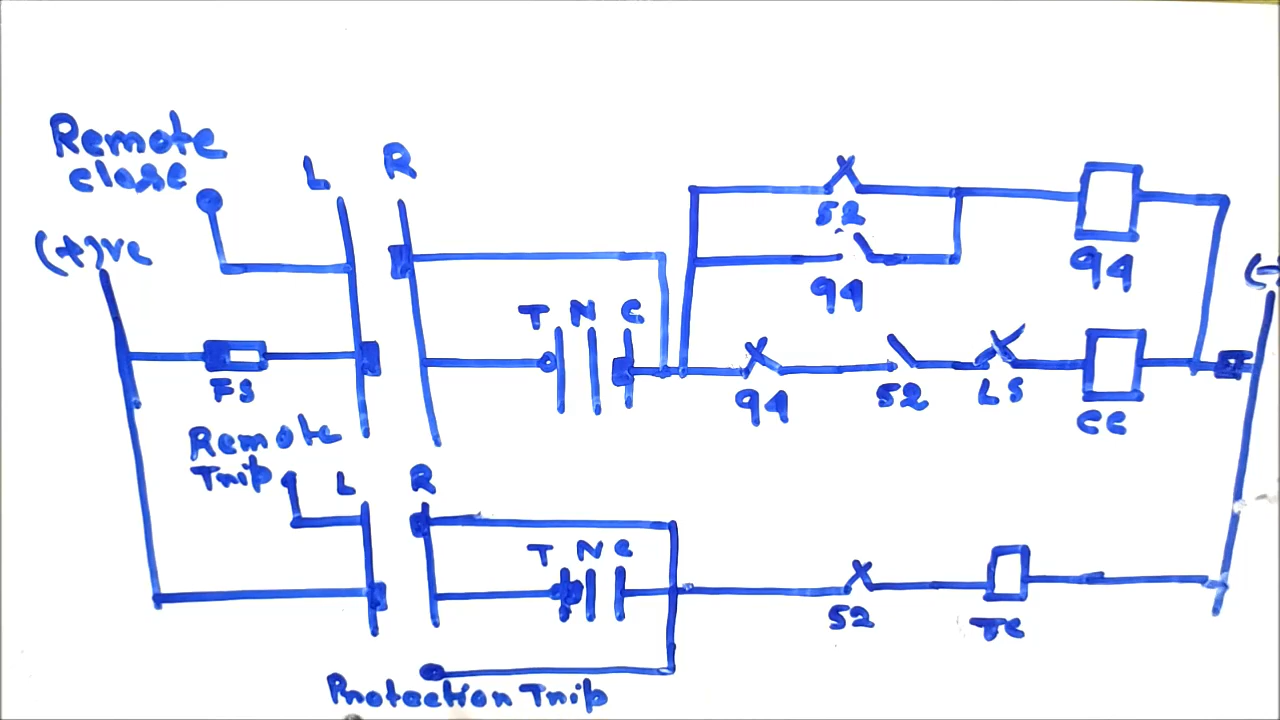 Remote
close
L
R
(+)ve
52
94
94
(-
T N C
FS
94
52
LS
CC
Remote
Trip
L
R
T N C
52
TC
Protection Trip